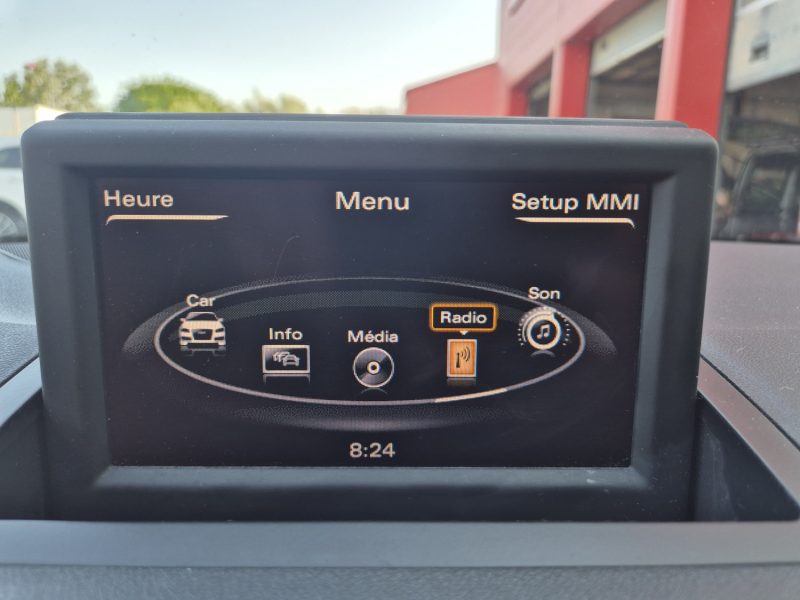 Heure Menu Setup MMI
Car
Info
Média
Radio
Son
8:24